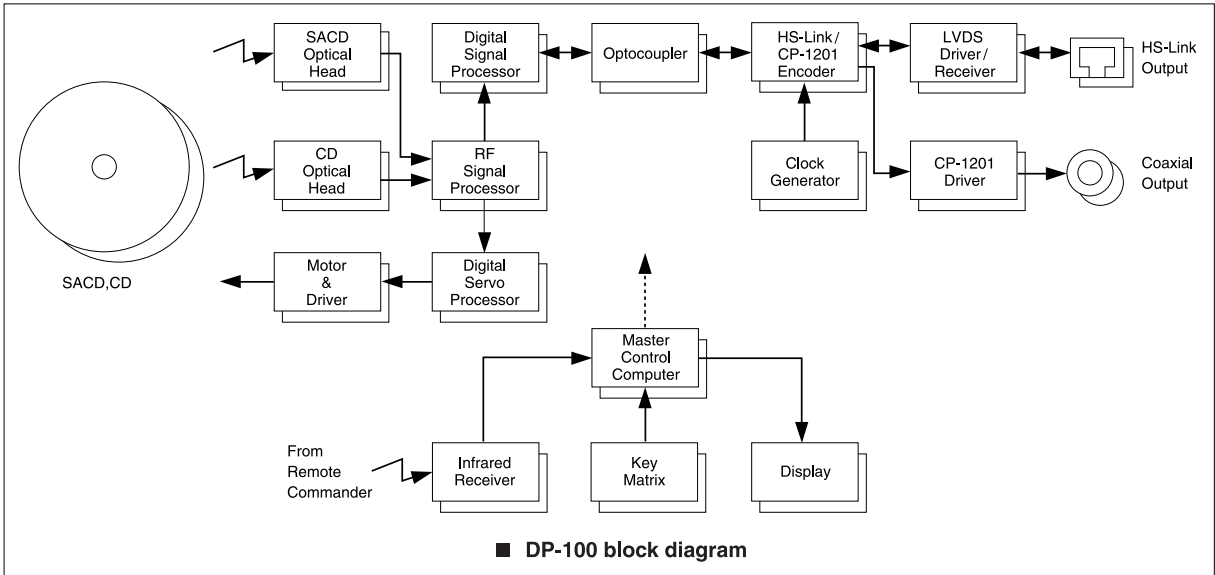 SACD
Optical
Head
Digital
Signal
Processor
Optocoupler
HS-Link /
CP-1201
Encoder
LVDS
Driver /
Receiver
HS-Link
Output
CD
Optical
Head
RF
Signal
Processor
Clock
Generator
CP-1201
Driver
Coaxial
Output
SACD,CD
Motor
&
Driver
Digital
Servo
Processor
Master
Control
Computer
From
Remote
Commander
Infrared
Receiver
Key
Matrix
Display
■ DP-100 block diagram